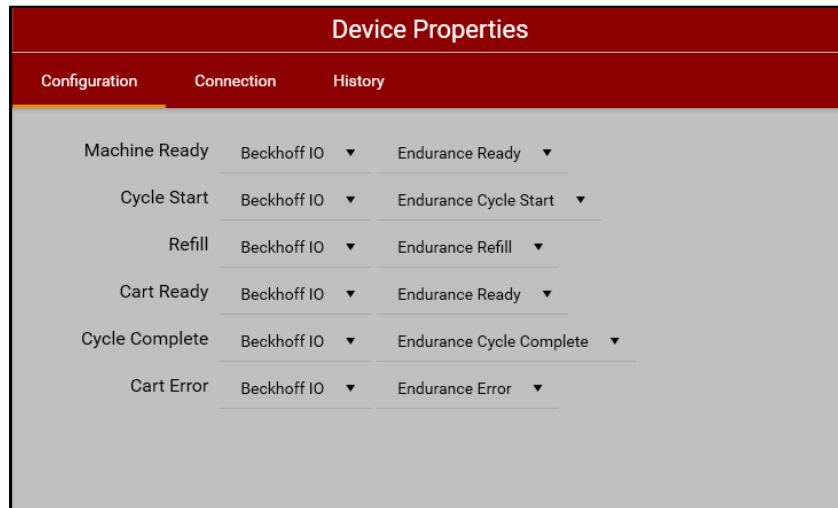 Device Properties
Configuration Connection History
Machine Ready Beckhoff IO Endurance Ready
Cycle Start Beckhoff IO Endurance Cycle Start
Refill Beckhoff IO Endurance Refill
Cart Ready Beckhoff IO Endurance Ready
Cycle Complete Beckhoff IO Endurance Cycle Complete
Cart Error Beckhoff IO Endurance Error